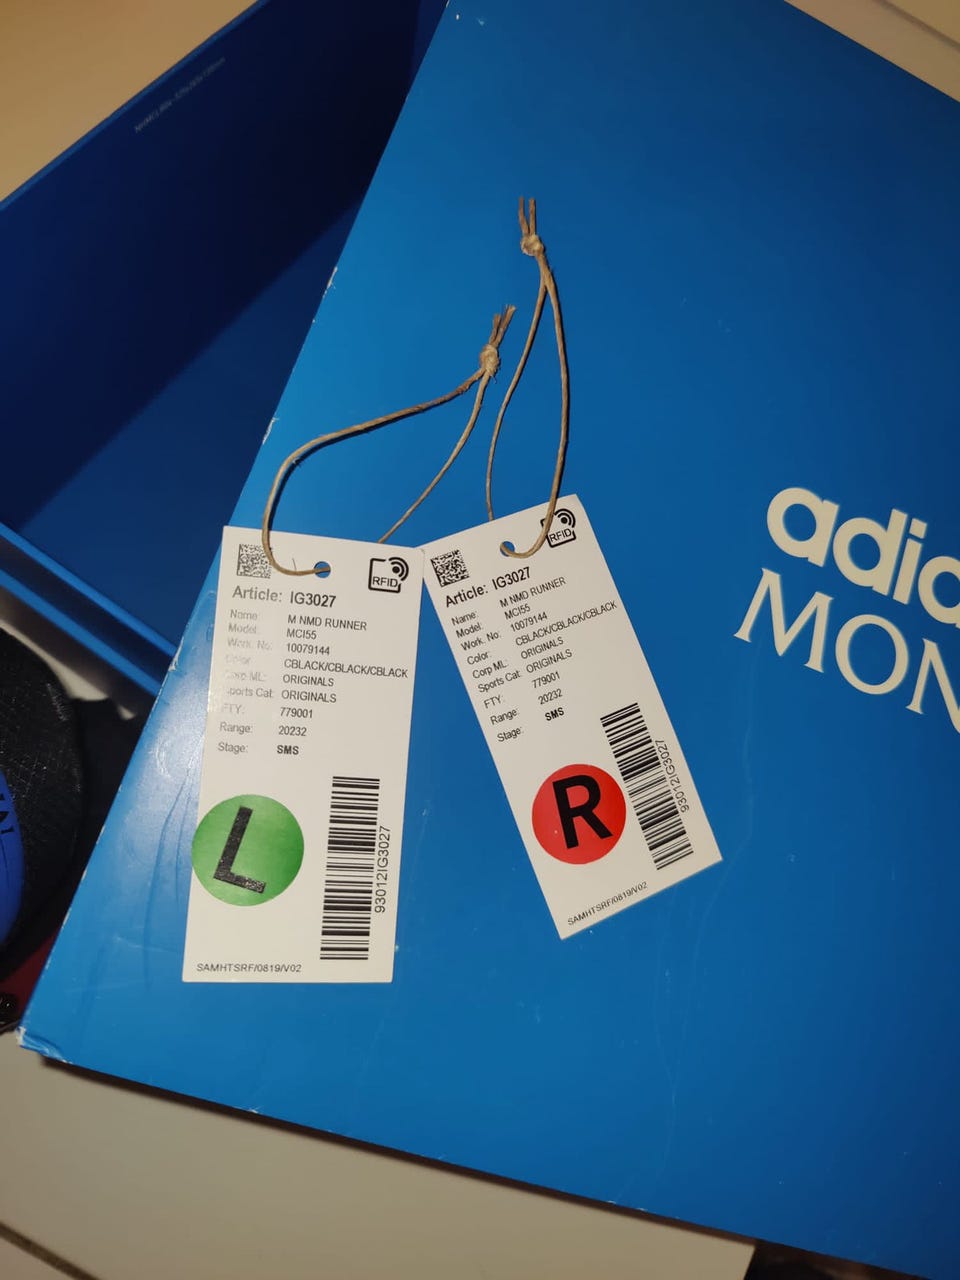 RFID
Article: IG3027
Name: M NMD RUNNER
Model: MCI55
Work. No: 10079144
Color CBLACK/CBLACK/CBLACK
Corp ML: ORIGINALS
Sports Cat: ORIGINALS
FTY: 779001
Range: 20232
Stage: SMS
L
93012IG3027
SAMHTSRF/0819/V02
RFID
Article: IG3027
Name: M NMD RUNNER
Model: MCI55
Work. No: 10079144
Color: CBLACK/CBLACK/CBLACK
Corp ML: ORIGINALS
Sports Cat: ORIGINALS
FTY: 779001
Range: 20232
Stage: SMS
R
93012IG3027
SAMHTSRF/0819/V02
adid
MON